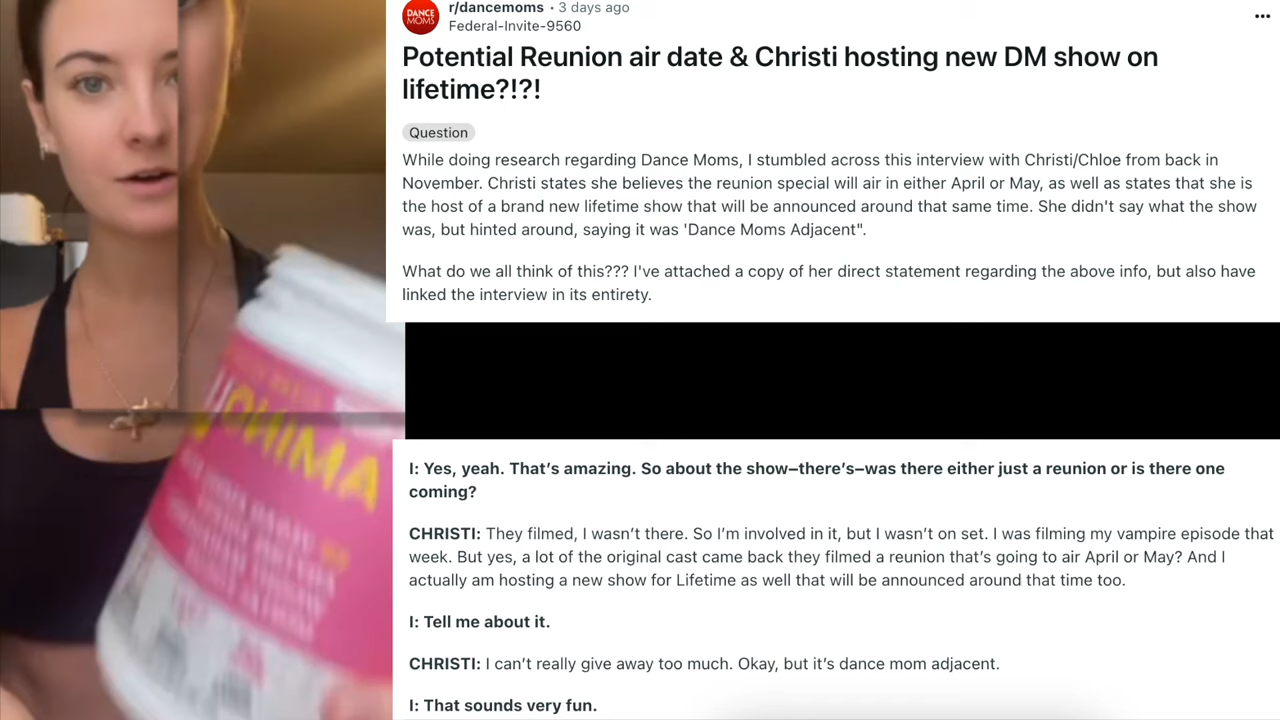 r/dancemoms • 3 days ago
Federal-Invite-9560
DANCE
MOMS
Potential Reunion air date & Christi hosting new DM show on
lifetime?!?!
Question
While doing research regarding Dance Moms, I stumbled across this interview with Christi/Chloe from back in
November. Christi states she believes the reunion special will air in either April or May, as well as states that she is
the host of a brand new lifetime show that will be announced around that same time. She didn't say what the show
was, but hinted around, saying it was 'Dance Moms Adjacent".
What do we all think of this??? I've attached a copy of her direct statement regarding the above info, but also have
linked the interview in its entirety.
I: Yes, yeah. That’s amazing. So about the show–there’s–was there either just a reunion or is there one
coming?
CHRISTI: They filmed, I wasn’t there. So I’m involved in it, but I wasn’t on set. I was filming my vampire episode that
week. But yes, a lot of the original cast came back they filmed a reunion that’s going to air April or May? And I
actually am hosting a new show for Lifetime as well that will be announced around that time too.
I: Tell me about it.
CHRISTI: I can’t really give away too much. Okay, but it’s dance mom adjacent.
I: That sounds very fun.